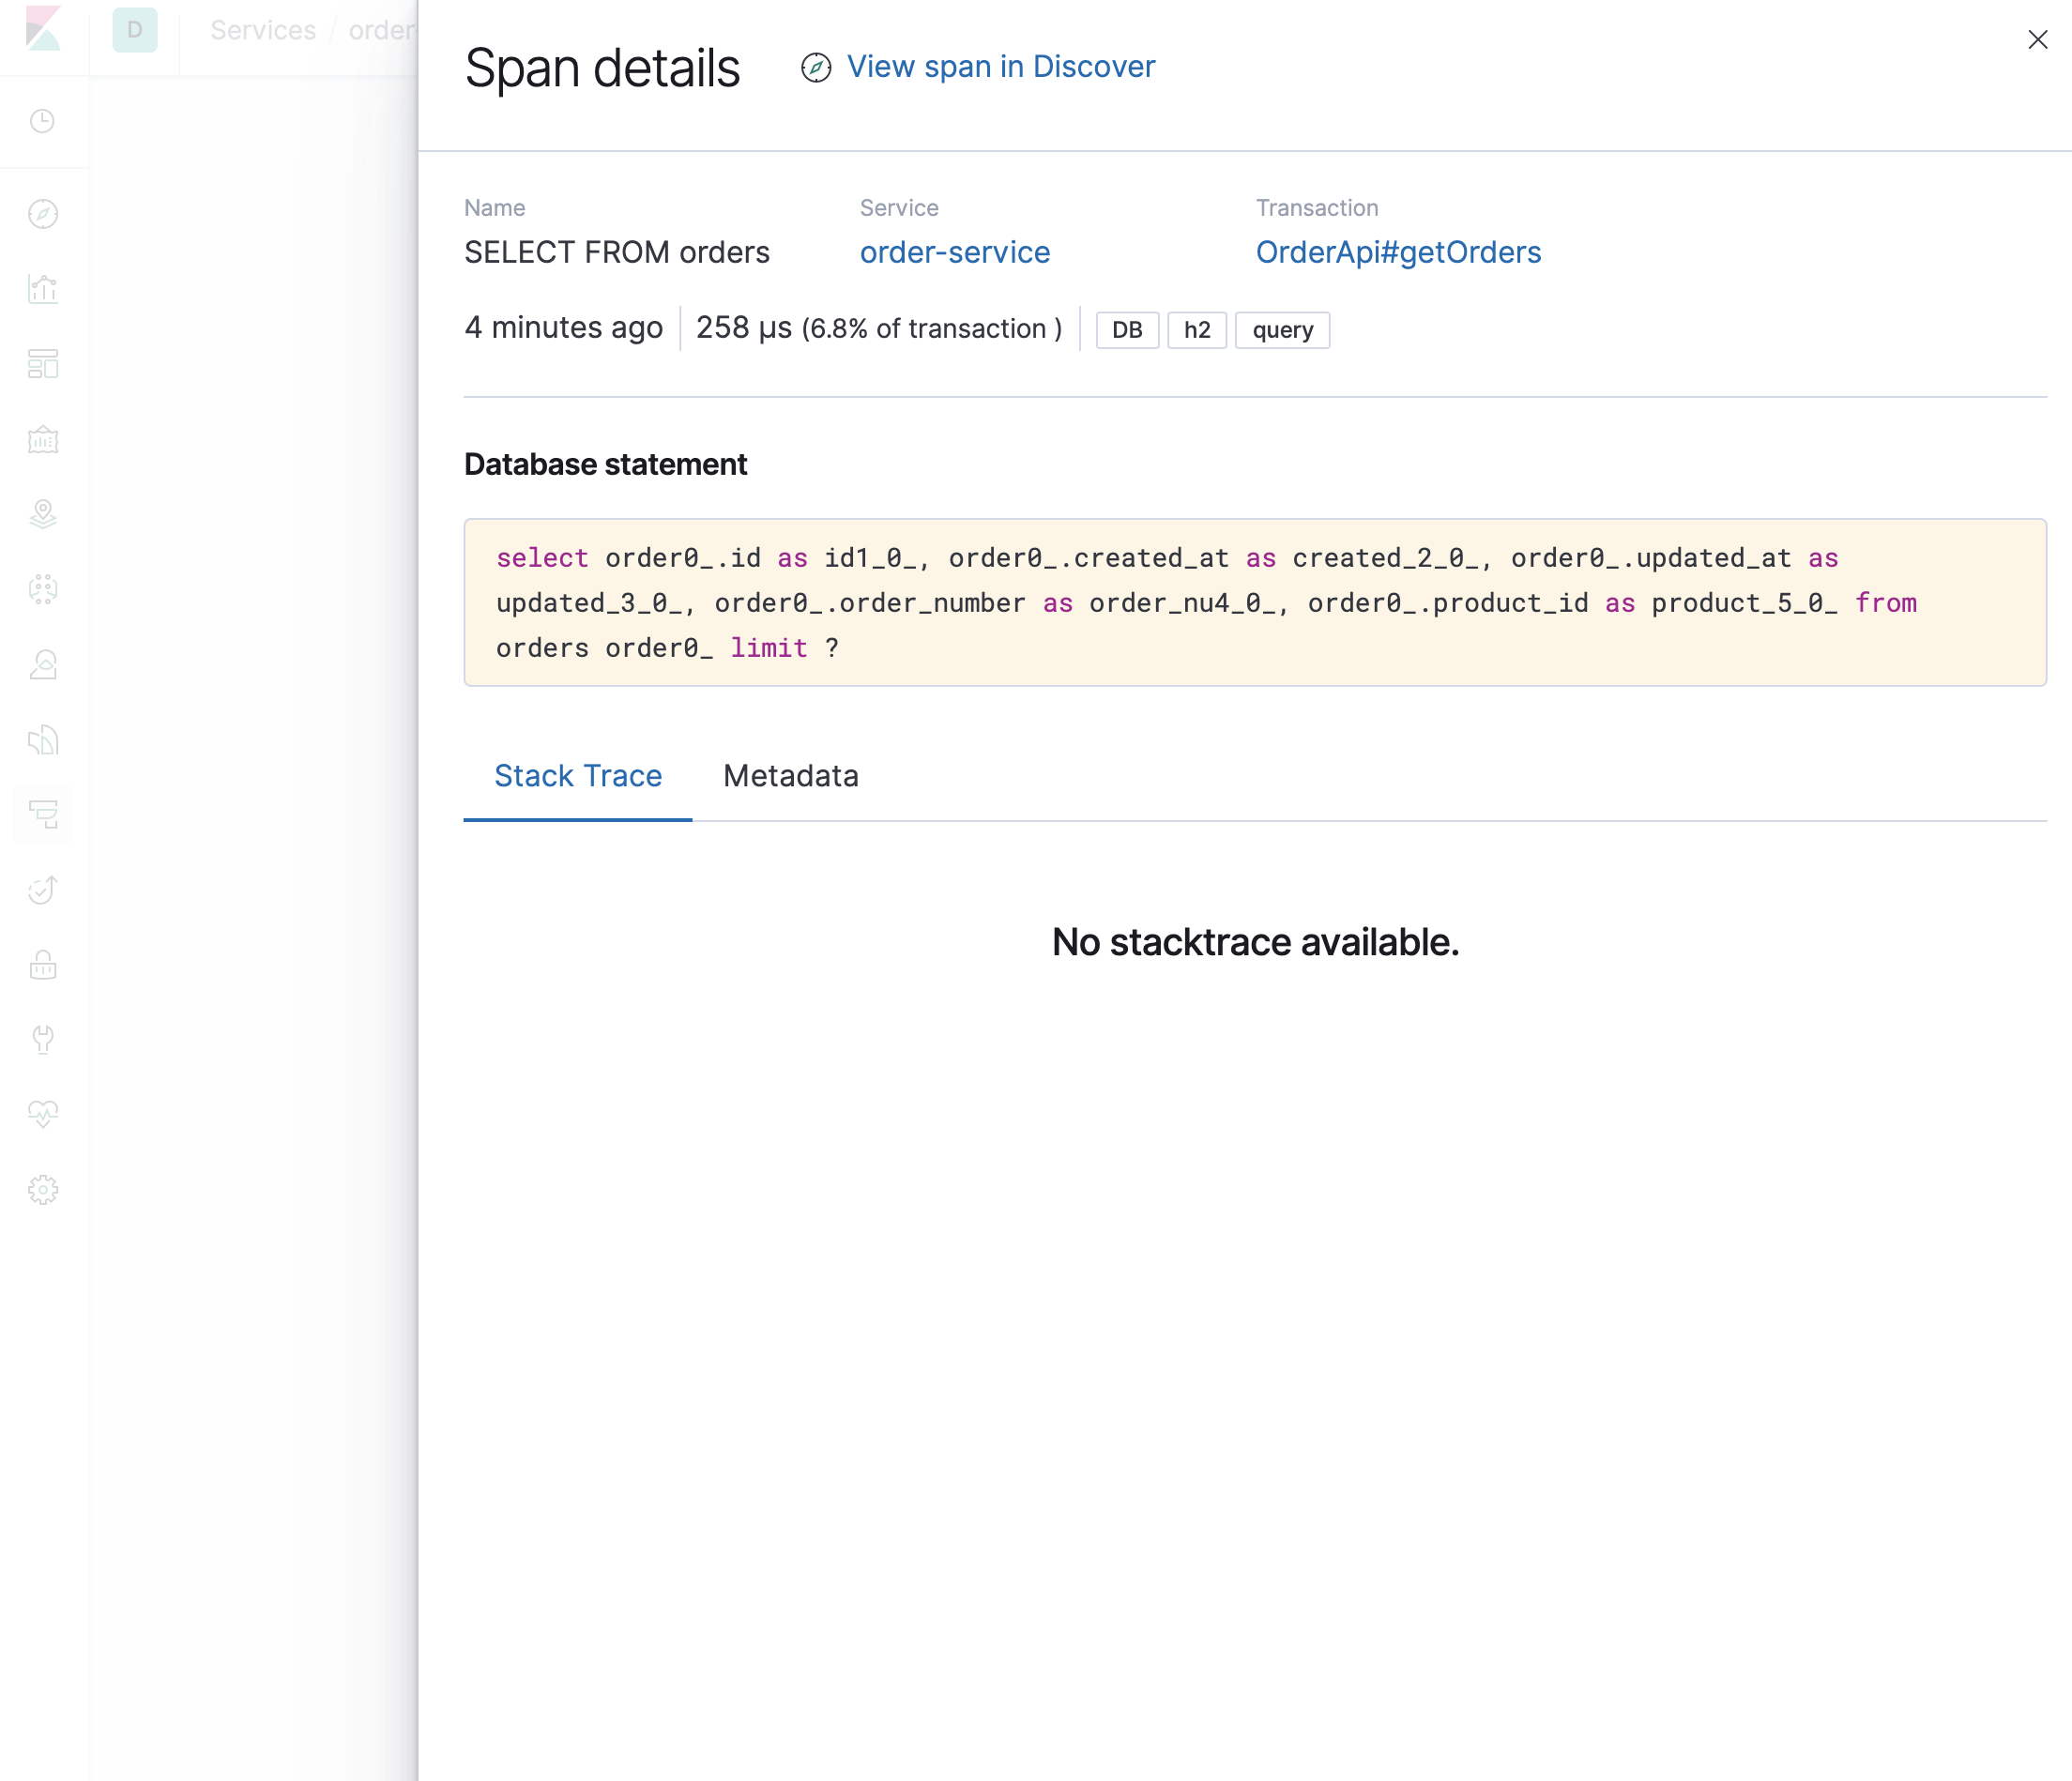 D
Services / order-
Span details
View span in Discover
Name
Service
Transaction
SELECT FROM orders
order-service
OrderApi#getOrders
4 minutes ago
258 μs (6.8% of transaction )
DB
h2
query
Database statement
select order0_.id as id1_0_, order0_.created_at as created_2_0_, order0_.updated_at as
updated_3_0_, order0_.order_number as order_nu4_0_, order0_.product_id as product_5_0_ from
orders order0_ limit ?
Stack Trace
Metadata
No stacktrace available.